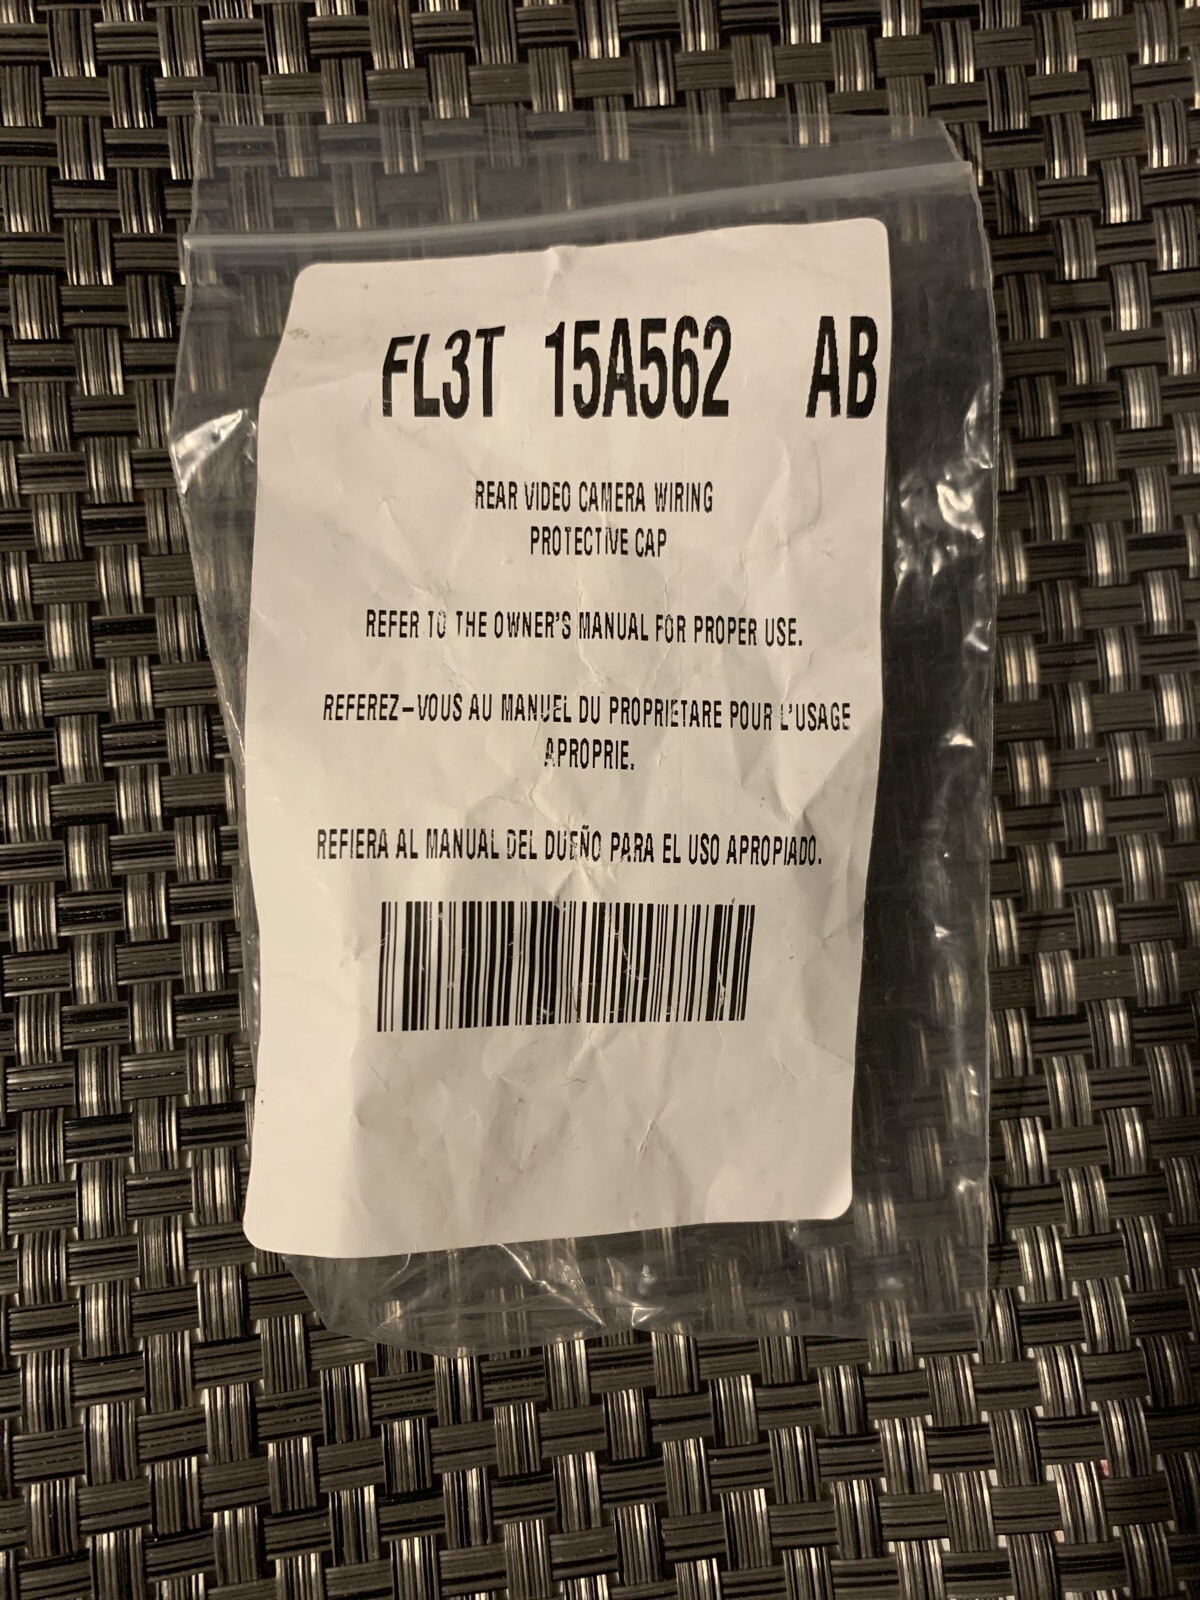 FL3T 15A562 AB
REAR VIDEO CAMERA WIRING
PROTECTIVE CAP
REFER TO THE OWNER'S MANUAL FOR PROPER USE.
REFEREZ-VOUS AU MANUEL DU PROPRIETARE POUR L'USAGE
APROPRIE.
REFIERA AL MANUAL DEL DUEÑO PARA EL USO APROPIADO.